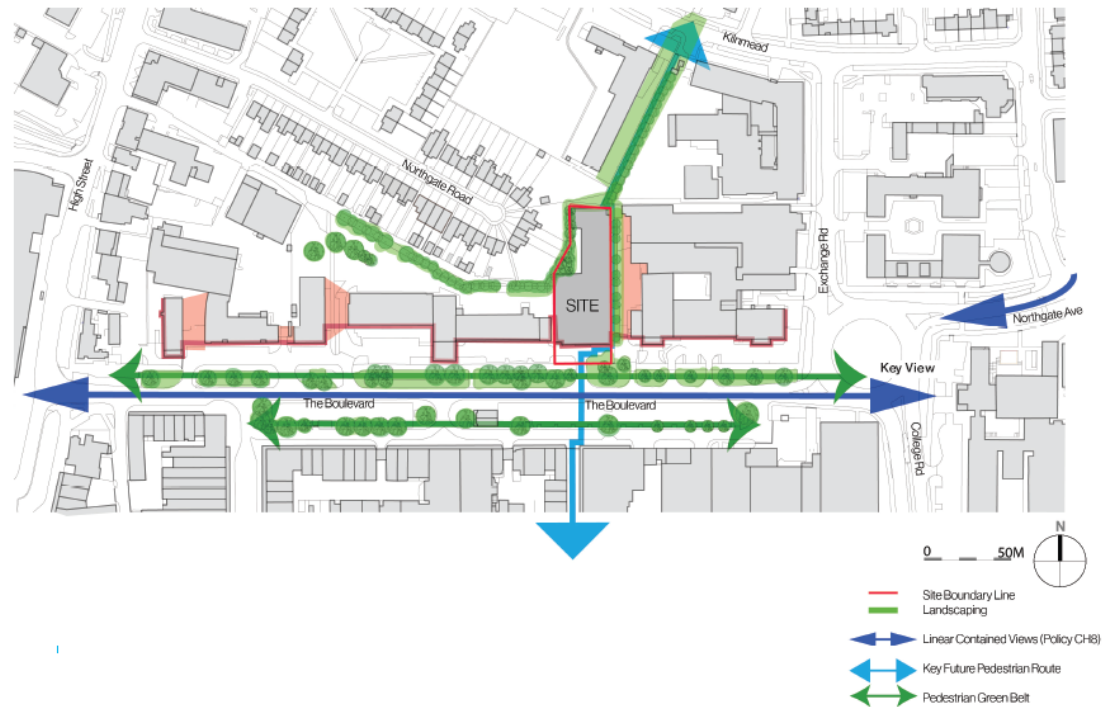 Kilnmead
High Street
Northgate Road
Exchange Rd
SITE
Northgate Ave
Key View
The Boulevard
The Boulevard
College Rd
N
0 50M
Site Boundary Line
Landscaping
Linear Contained Views (Policy CH8)
Key Future Pedestrian Route
Pedestrian Green Belt